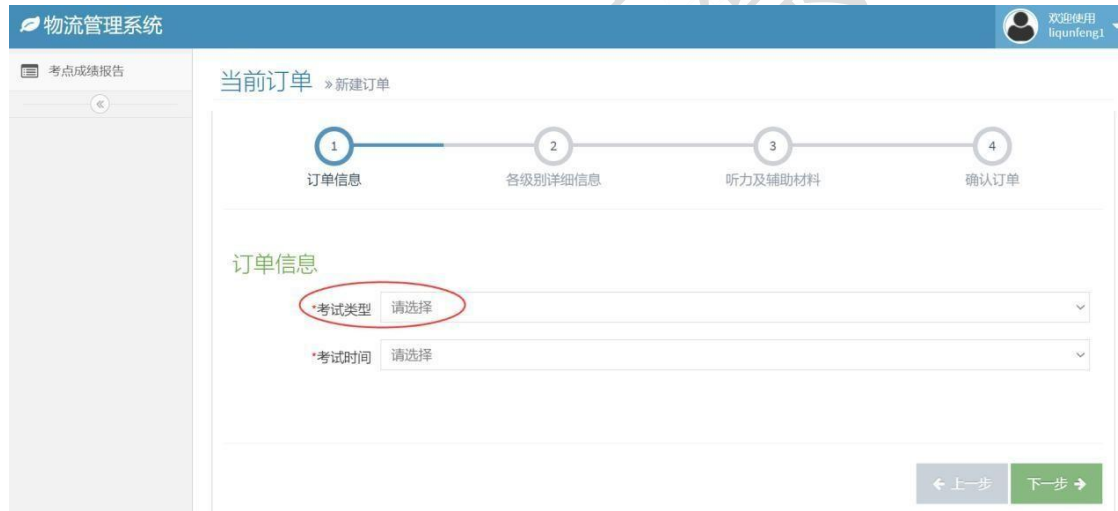 物流管理系统
欢迎使用
liqunfeng1
考点成绩报告
当前订单 » 新建订单
1 2 3 4
订单信息 各级别详细信息 听力及辅助材料 确认订单
订单信息
*考试类型 请选择
*考试时间 请选择
上一步 下一步